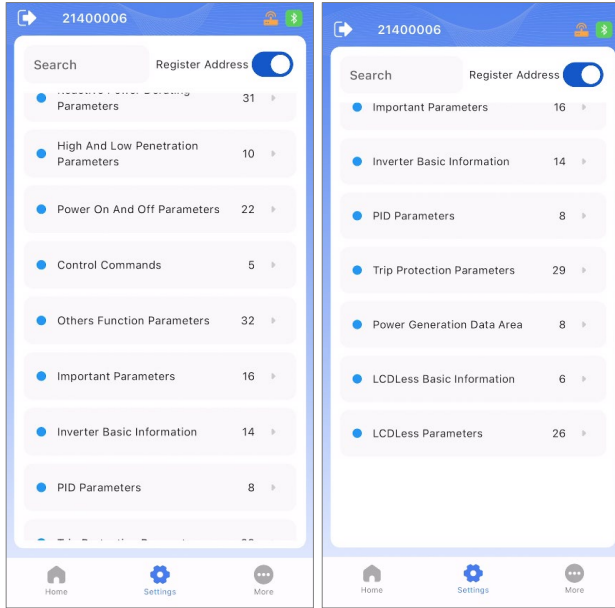 21400006
Search
Register Address
Parameters
31
High And Low Penetration
Parameters
10
Power On And Off Parameters
22
Control Commands
5
Others Function Parameters
32
Important Parameters
16
Inverter Basic Information
14
PID Parameters
8
Home
Settings
More
21400006
Search
Register Address
Important Parameters
16
Inverter Basic Information
14
PID Parameters
8
Trip Protection Parameters
29
Power Generation Data Area
8
LCDLess Basic Information
6
LCDLess Parameters
26
Home
Settings
More